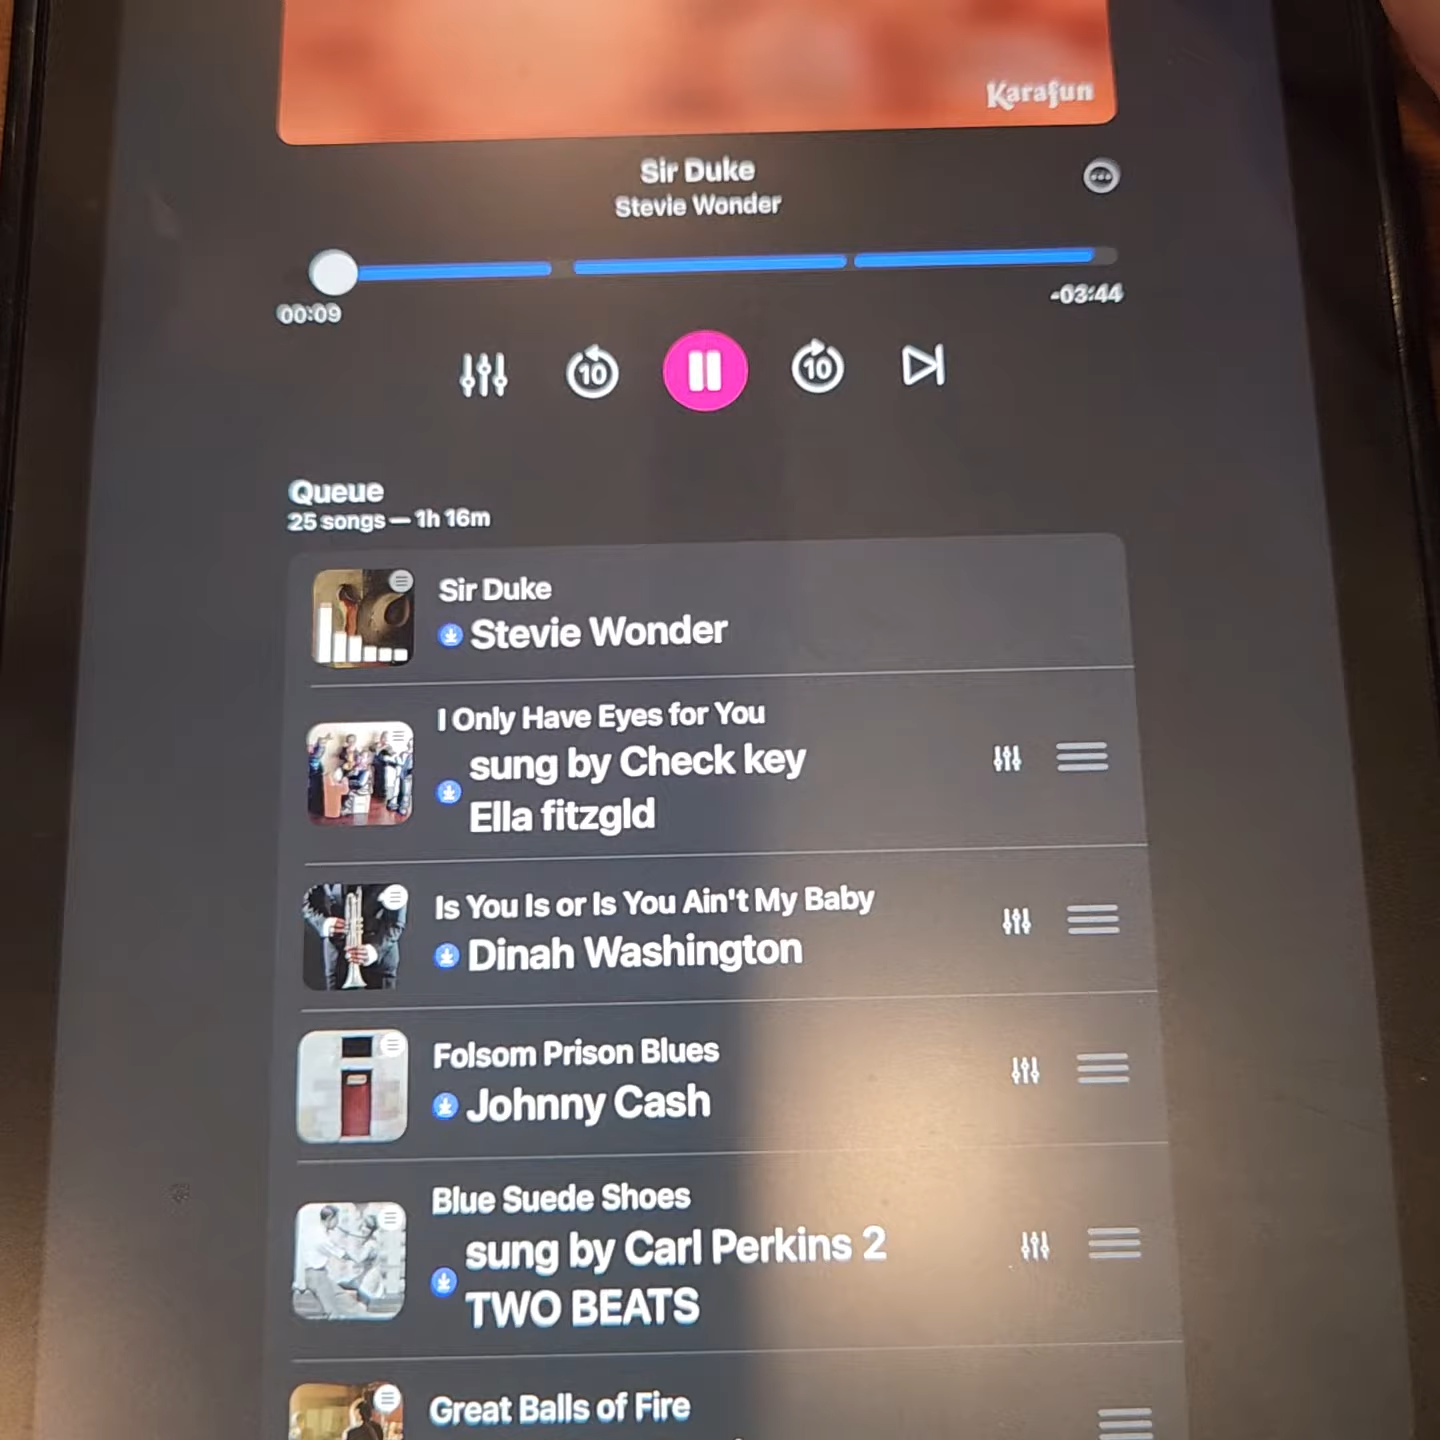 Karafun
Sir Duke
Stevie Wonder
00:09
-03:44
10
10
Queue
25 songs — 1h 16m
Sir Duke
Stevie Wonder
I Only Have Eyes for You
sung by Check key
Ella fitzgld
Is You Is or Is You Ain't My Baby
Dinah Washington
Folsom Prison Blues
Johnny Cash
Blue Suede Shoes
sung by Carl Perkins 2
TWO BEATS
Great Balls of Fire